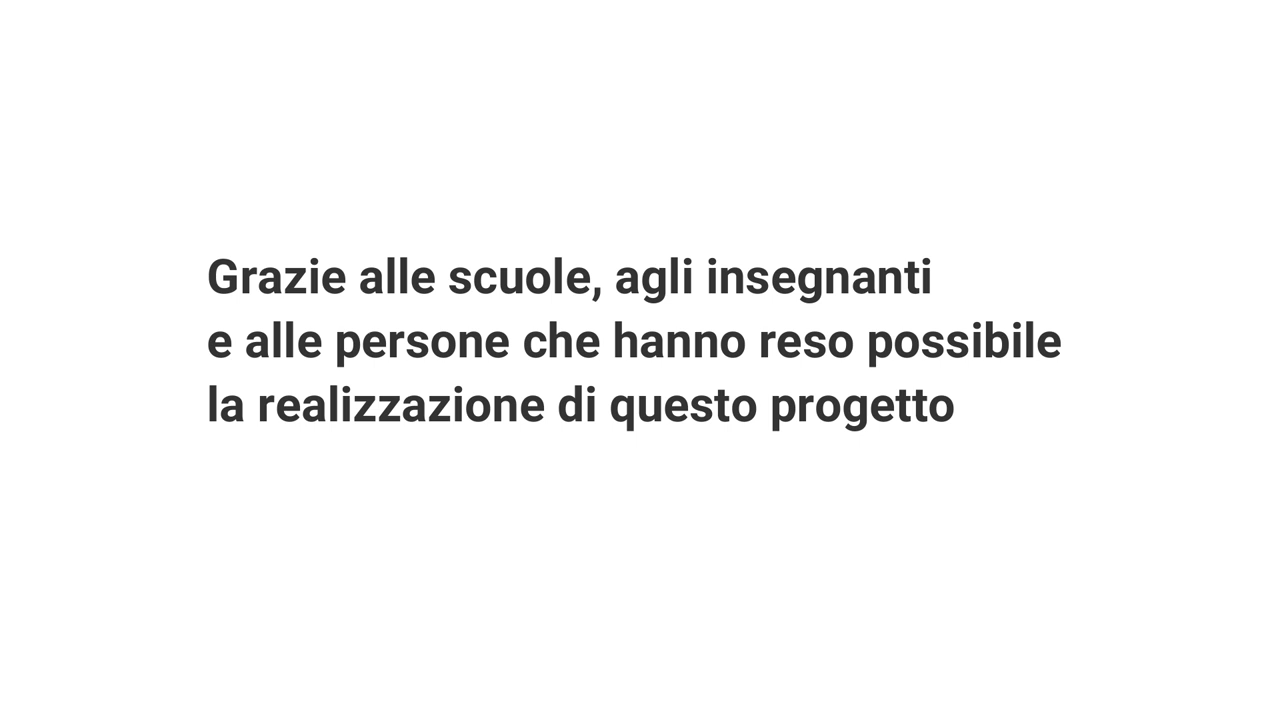 Grazie alle scuole, agli insegnanti
e alle persone che hanno reso possibile
la realizzazione di questo progetto